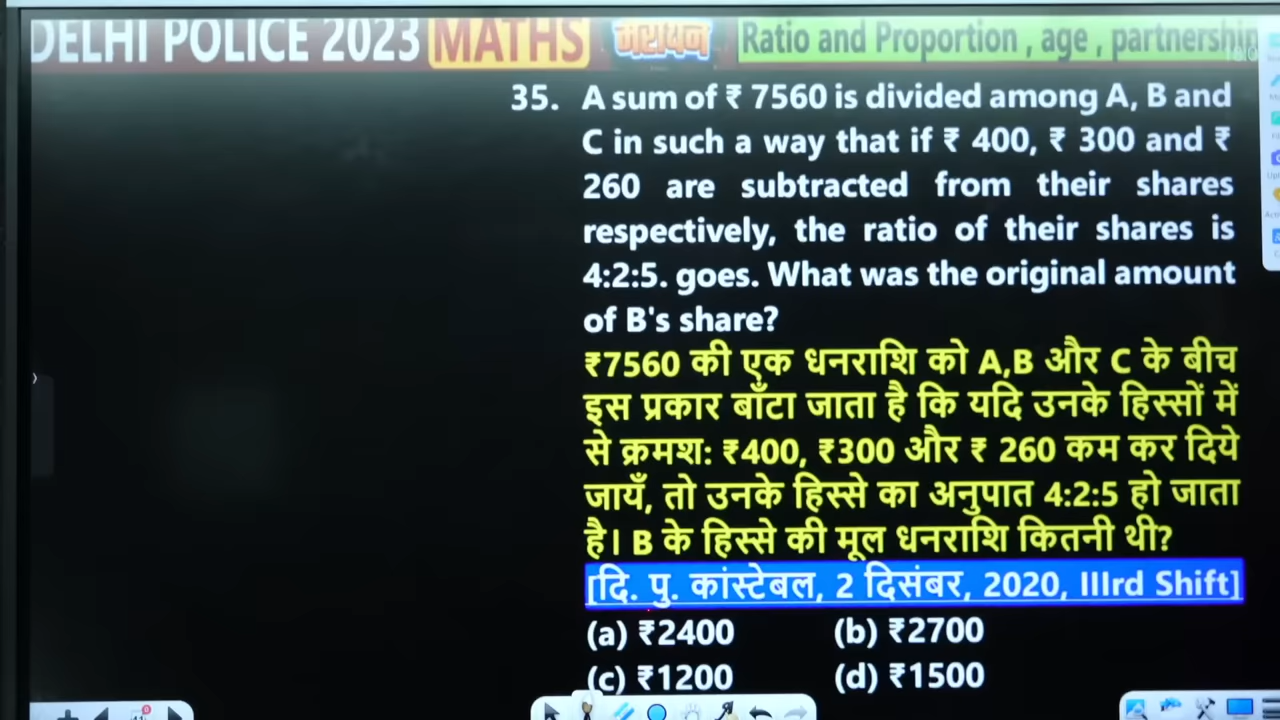 DELHI POLICE 2023 MATHS Ratio and Proportion , age , partnership
35. A sum of ₹ 7560 is divided among A, B and
C in such a way that if ₹ 400, ₹ 300 and ₹
260 are subtracted from their shares
respectively, the ratio of their shares is
4:2:5. goes. What was the original amount
of B's share?
₹7560 की एक धनराशि को A,B और C के बीच
इस प्रकार बाँटा जाता है कि यदि उनके हिस्सों में
से क्रमश: ₹400, ₹300 और ₹ 260 कम कर दिये
जायँ, तो उनके हिस्से का अनुपात 4:2:5 हो जाता
है। B के हिस्से की मूल धनराशि कितनी थी?
[दि. पु. कांस्टेबल, 2 दिसंबर, 2020, IIIrd Shift]
(a) ₹2400 (b) ₹2700
(c) ₹1200 (d) ₹1500